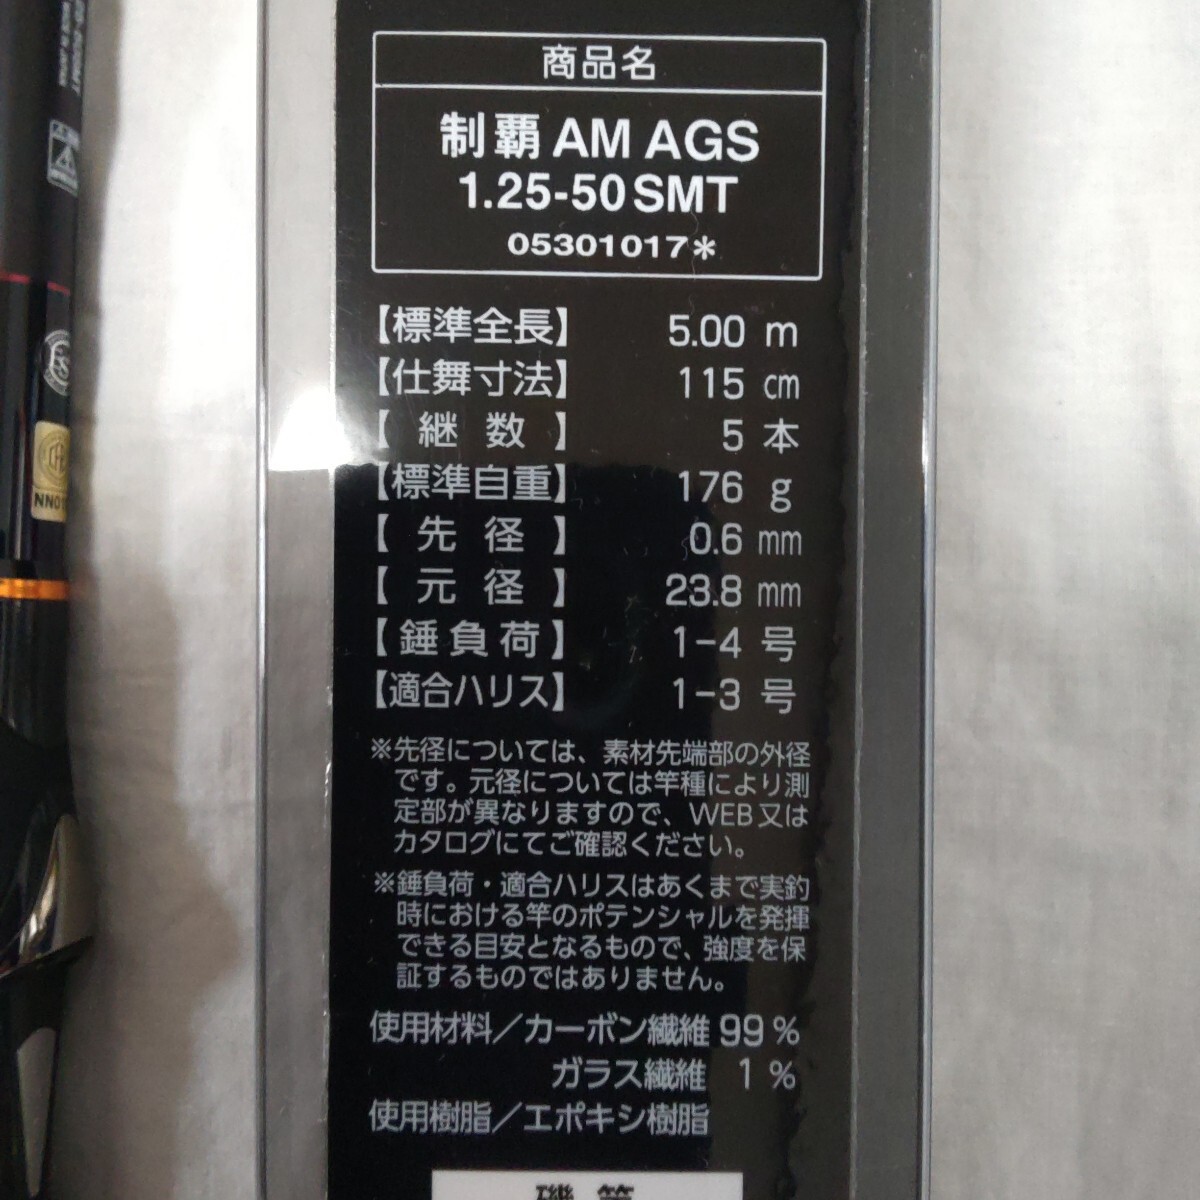 商品名
制覇 AM AGS
1.25-50 SMT
05301017*
【標準全長】 5.00 m
【仕舞寸法】 115 cm
【継数】 5 本
【標準自重】 176 g
【先径】 0.6 mm
【元径】 23.8 mm
【錘負荷】 1-4 号
【適合ハリス】 1-3 号
※先径については、素材先端部の外径
です。元径については竿種により測
定部が異なりますので、WEB又は
カタログにてご確認ください。
※錘負荷・適合ハリスはあくまで実釣
時における竿のポテンシャルを発揮
できる目安となるもので、強度を保
証するものではありません。
使用材料/カーボン繊維 99 %
ガラス繊維 1 %
使用樹脂/エポキシ樹脂
磯竿